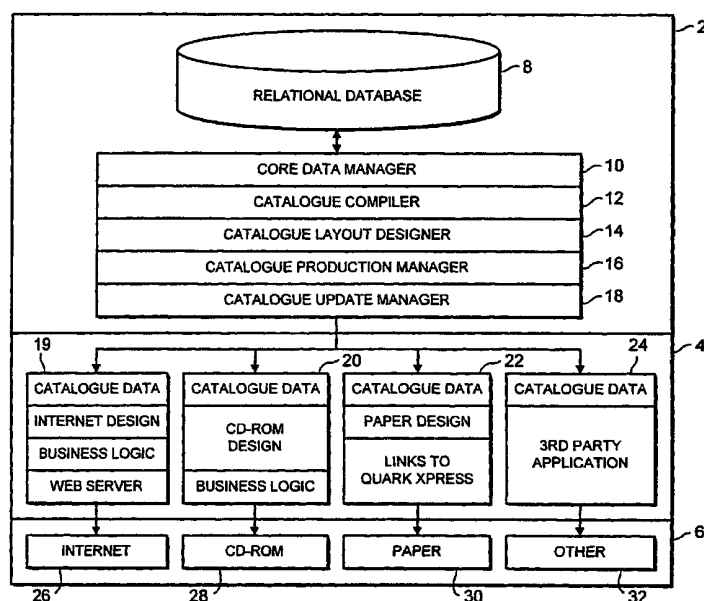 2
8
RELATIONAL DATABASE
CORE DATA MANAGER
10
CATALOGUE COMPILER
12
CATALOGUE LAYOUT DESIGNER
14
CATALOGUE PRODUCTION MANAGER
16
CATALOGUE UPDATE MANAGER
18
4
19
20
22
24
CATALOGUE DATA
INTERNET DESIGN
BUSINESS LOGIC
WEB SERVER
CATALOGUE DATA
CD-ROM
DESIGN
BUSINESS LOGIC
CATALOGUE DATA
PAPER DESIGN
LINKS TO
QUARK XPRESS
CATALOGUE DATA
3RD PARTY
APPLICATION
6
INTERNET
CD-ROM
PAPER
OTHER
26
28
30
32